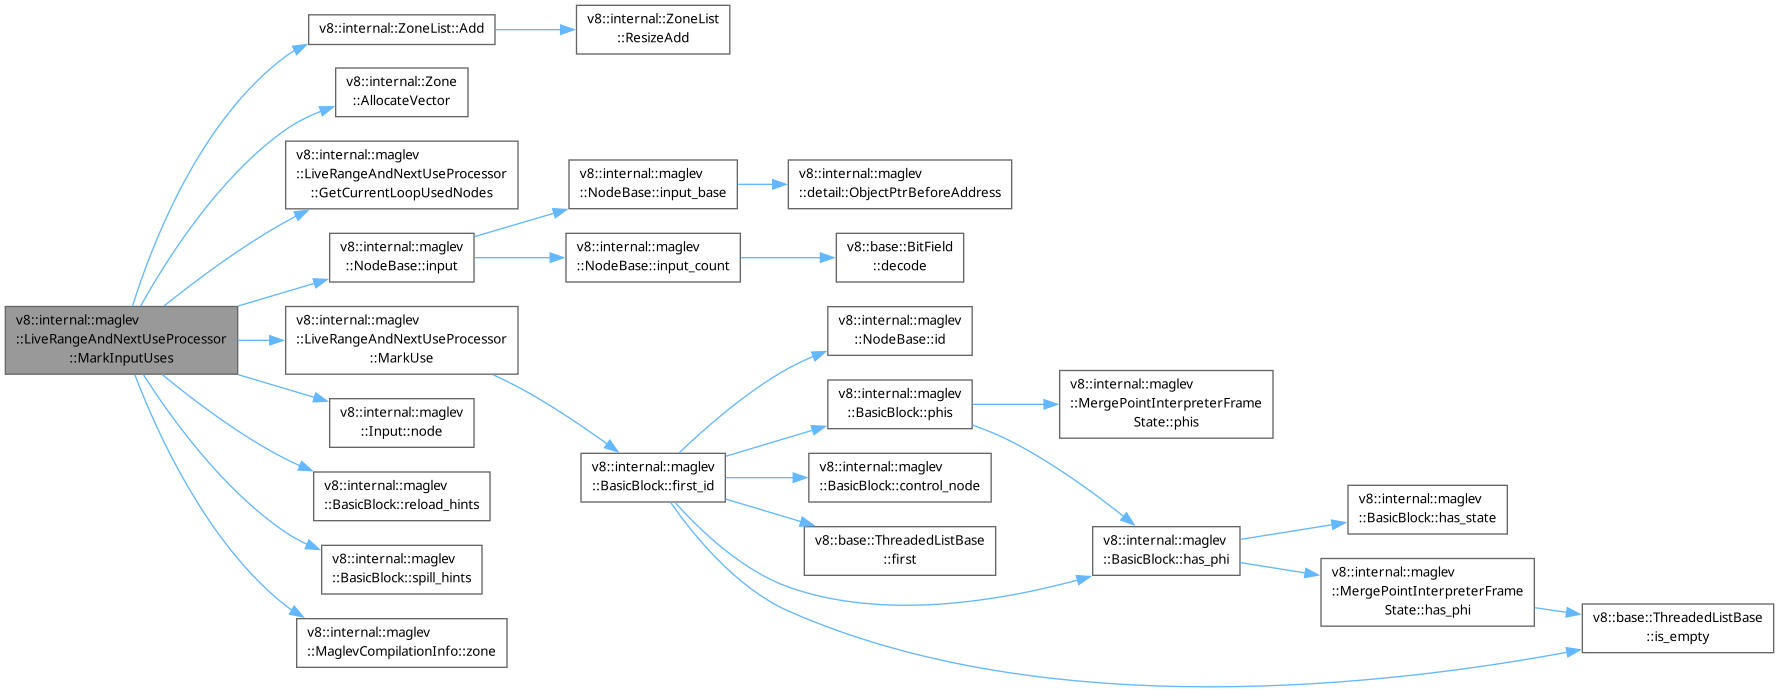 v8::internal::ZoneList::Add
v8::internal::ZoneList
::ResizeAdd
v8::internal::Zone
::AllocateVector
v8::internal::maglev
::LiveRangeAndNextUseProcessor
::GetCurrentLoopUsedNodes
v8::internal::maglev
::NodeBase::input_base
v8::internal::maglev
::detail::ObjectPtrBeforeAddress
v8::internal::maglev
::NodeBase::input
v8::internal::maglev
::NodeBase::input_count
v8::base::BitField
::decode
v8::internal::maglev
::LiveRangeAndNextUseProcessor
::MarkInputUses
v8::internal::maglev
::LiveRangeAndNextUseProcessor
::MarkUse
v8::internal::maglev
::NodeBase::id
v8::internal::maglev
::BasicBlock::phis
v8::internal::maglev
::MergePointInterpreterFrame
State::phis
v8::internal::maglev
::Input::node
v8::internal::maglev
::BasicBlock::first_id
v8::internal::maglev
::BasicBlock::control_node
v8::internal::maglev
::BasicBlock::reload_hints
v8::base::ThreadedListBase
::first
v8::internal::maglev
::BasicBlock::has_phi
v8::internal::maglev
::BasicBlock::has_state
v8::internal::maglev
::BasicBlock::spill_hints
v8::internal::maglev
::MergePointInterpreterFrame
State::has_phi
v8::base::ThreadedListBase
::is_empty
v8::internal::maglev
::MaglevCompilationInfo::zone